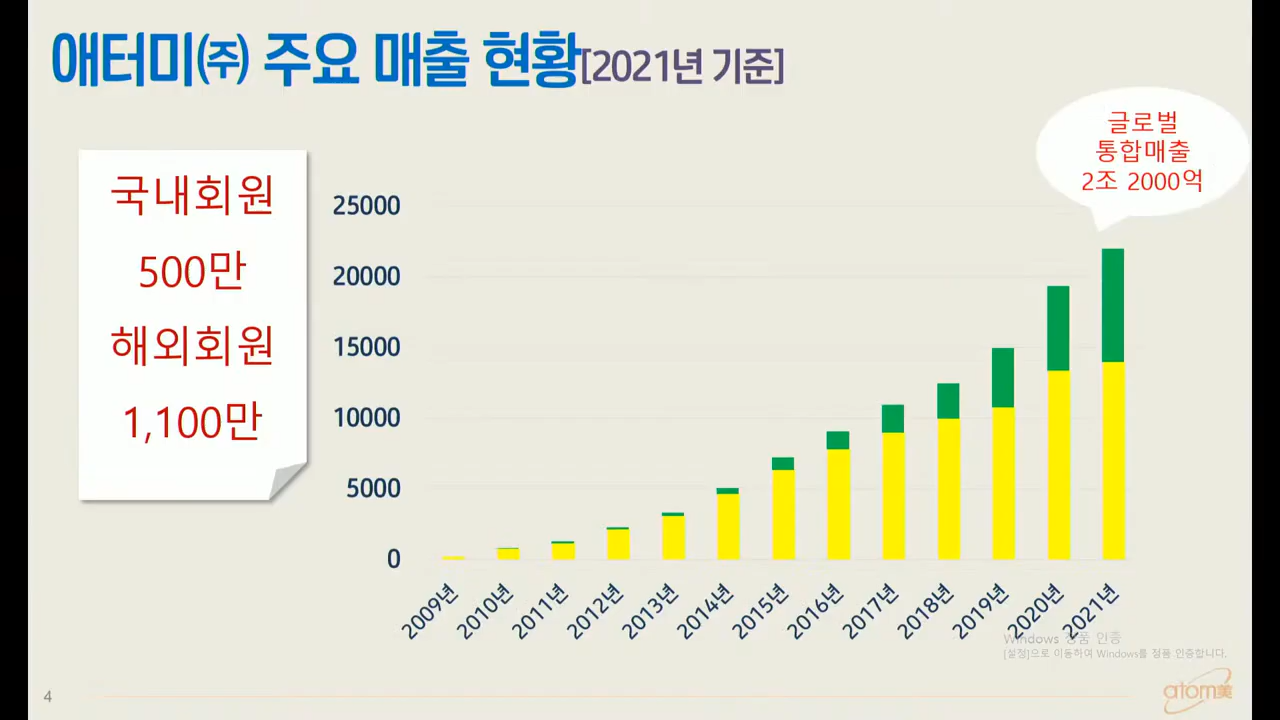 애터미㈜ 주요 매출 현황[2021년 기준]
글로벌
통합매출
2조 2000억
국내회원
500만
해외회원
1,100만
25000
20000
15000
10000
5000
0
2009년
2010년
2011년
2012년
2013년
2014년
2015년
2016년
2017년
2018년
2019년
2020년
2021년
Windows 정품 인증
[설정]으로 이동하여 Windows를 정품 인증합니다.
4
atom美